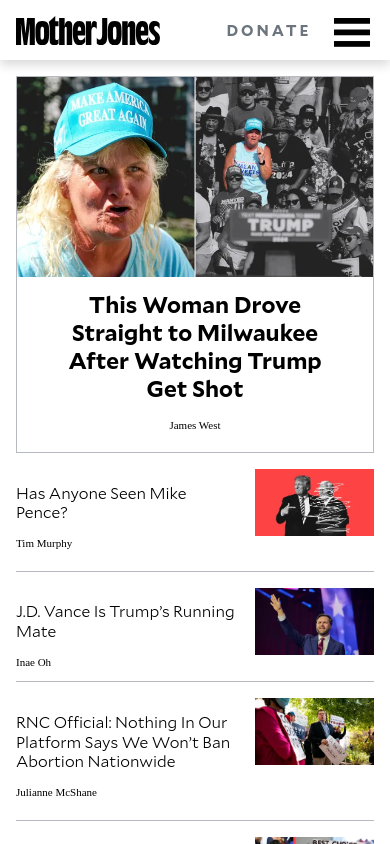 Mother Jones
DONATE
MAKE AMERICA
GREAT AGAIN
2024
TRUMP
This Woman Drove
Straight to Milwaukee
After Watching Trump
Get Shot
James West
Has Anyone Seen Mike
Pence?
Tim Murphy
J.D. Vance Is Trump’s Running
Mate
Inae Oh
RNC Official: Nothing In Our
Platform Says We Won’t Ban
Abortion Nationwide
Julianne McShane